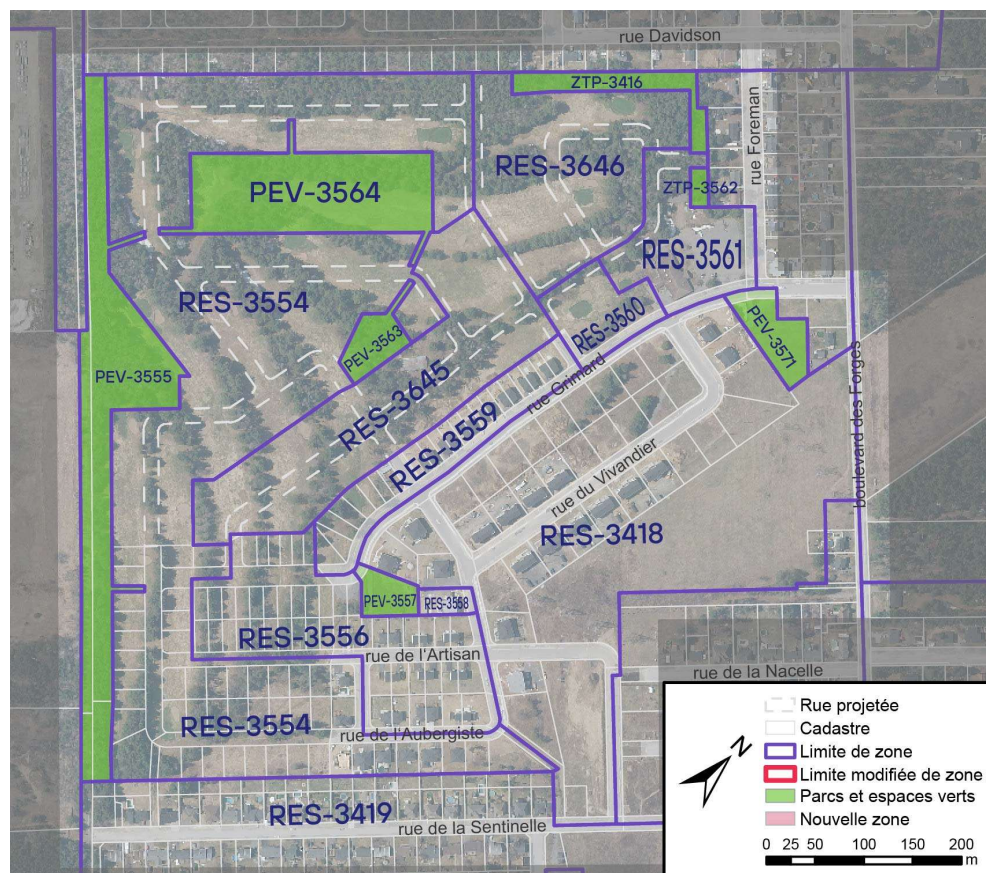 rue Davidson
ZTP-3416
rue Foreman
RES-3646
PEV-3564
ZTP-3562
RES-3561
RES-3554
RES-3560
PEV-3571
PEV-3563
PEV-3555
rue Grimard
RES-3645
RES-3559
boulevard des Forges
rue du Vivandier
RES-3418
PEV-3557
RES-3558
RES-3556
rue de l'Artisan
rue de la Nacelle
RES-3554
rue de l'Aubergiste
RES-3419
rue de la Sentinelle
N
Rue projetée
Cadastre
Limite de zone
Limite modifiée de zone
Parcs et espaces verts
Nouvelle zone
0 25 50 100 150 200
m